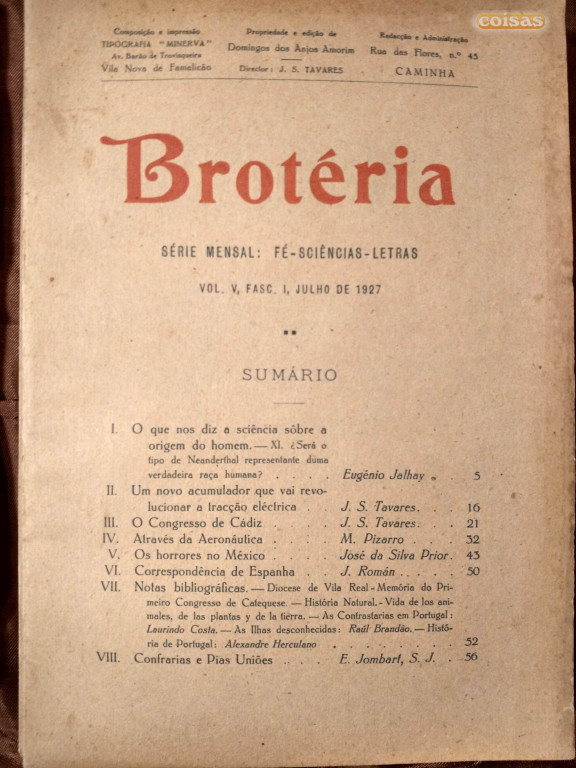 coisas
Composição e impressão
TIPOGRAFIA "MINERVA"
Av. Barão de Trovisqueira
Vila Nova de Famelicão
Propriedade e edição de
Domingos dos Anjos Amorim
Director: J. S. TAVARES
Redacção e Administração
Rua das Flores, n.º 45
CAMINHA
Brotéria
SÉRIE MENSAL: FÉ-SCIÊNCIAS-LETRAS
VOL. V, FASC. I, JULHO DE 1927
SUMÁRIO
I. O que nos diz a sciência sôbre a
origem do homem. — XI. ¿Será o
tipo de Neanderthal representante duma
verdadeira raça humana? . . . . Eugênio Jalhay . . 5
II. Um novo acumulador que vai revo-
lucionar a tracção eléctrica . . J. S. Tavares . . . 16
III. O Congresso de Cádiz . . . . J. S. Tavares. . . 21
IV. Através da Aeronáutica . . . . M. Pizarro . . . . 32
V. Os horrores no México . . . . José da Silva Prior. 43
VI. Correspondência de Espanha . . J. Román . . . . . 50
VII. Notas bibliográficas. — Diocese de Vila Real - Memória do Pri-
meiro Congresso de Catequese — História Natural. - Vida de los ani-
males, de las plantas y de la tierra. — As Contrastarias em Portugal:
Laurindo Costa. — As Ilhas desconhecidas: Raúl Brandão. — Histó-
ria de Portugal: Alexandre Herculano . . . . . . . 52
VIII. Confrarias e Pias Uniões . . . E. Jombart, S. J. . 56